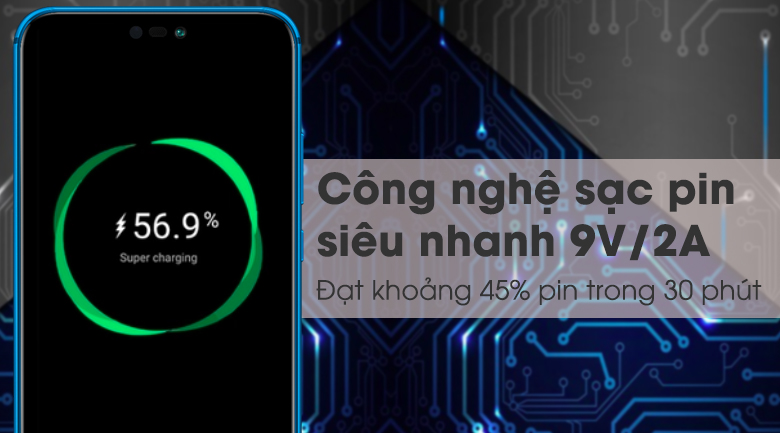 56.9%
Super charging
Công nghệ sạc pin
siêu nhanh 9V/2A
Đạt khoảng 45% pin trong 30 phút